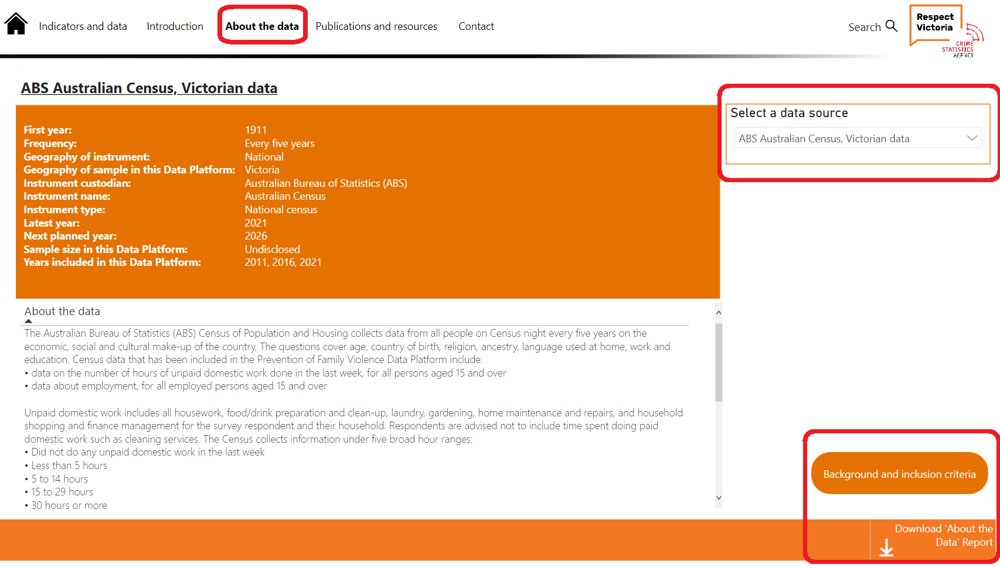 Indicators and data
Introduction
About the data
Publications and resources
Contact
Search
Respect
Victoria
CRIME
STATISTICS
AGENCY
ABS Australian Census, Victorian data
First year: 1911
Frequency: Every five years
Geography of instrument: National
Geography of sample in this Data Platform: Victoria
Instrument custodian: Australian Bureau of Statistics (ABS)
Instrument name: Australian Census
Instrument type: National census
Latest year: 2021
Next planned year: 2026
Sample size in this Data Platform: Undisclosed
Years included in this Data Platform: 2011, 2016, 2021
Select a data source
ABS Australian Census, Victorian data
About the data
The Australian Bureau of Statistics (ABS) Census of Population and Housing collects data from all people on Census night every five years on the
economic, social and cultural make-up of the country. The questions cover age, country of birth, religion, ancestry, language used at home, work and
education. Census data that has been included in the Prevention of Family Violence Data Platform include:
• data on the number of hours of unpaid domestic work done in the last week, for all persons aged 15 and over
• data about employment, for all employed persons aged 15 and over
Unpaid domestic work includes all housework, food/drink preparation and clean-up, laundry, gardening, home maintenance and repairs, and household
shopping and finance management for the survey respondent and their household. Respondents are advised not to include time spent doing paid
domestic work such as cleaning services. The Census collects information under five broad hour ranges:
• Did not do any unpaid domestic work in the last week
• Less than 5 hours
• 5 to 14 hours
• 15 to 29 hours
• 30 hours or more
Background and inclusion criteria
Download 'About the
Data' Report